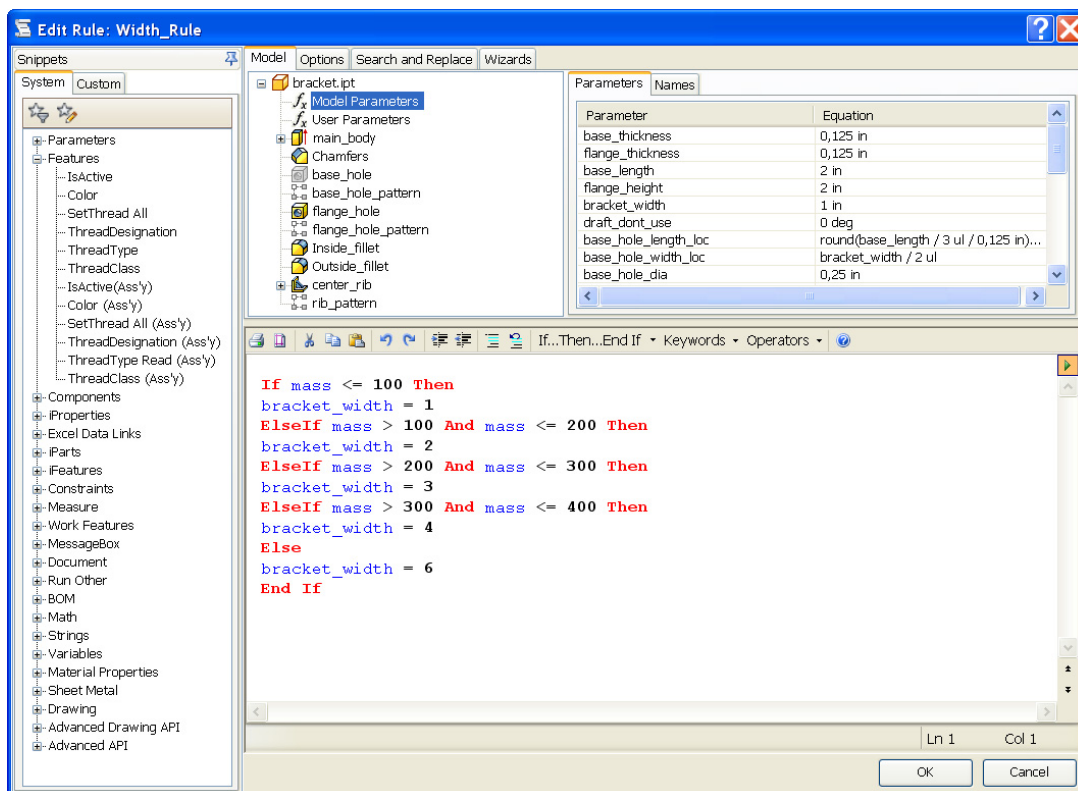 Edit Rule: Width_Rule
Snippets
System Custom
Parameters
Features
IsActive
Color
SetThread All
ThreadDesignation
ThreadType
ThreadClass
IsActive(Ass'y)
Color (Ass'y)
SetThread All (Ass'y)
ThreadDesignation (Ass'y)
ThreadType Read (Ass'y)
ThreadClass (Ass'y)
Components
iProperties
Excel Data Links
iParts
iFeatures
Constraints
Measure
Work Features
MessageBox
Document
Run Other
BOM
Math
Strings
Variables
Material Properties
Sheet Metal
Drawing
Advanced Drawing API
Advanced API
Model Options Search and Replace Wizards
bracket.ipt
fx Model Parameters
fx User Parameters
main_body
Chamfers
base_hole
base_hole_pattern
flange_hole
flange_hole_pattern
Inside_fillet
Outside_fillet
center_rib
rib_pattern
Parameters Names
Parameter Equation
base_thickness 0,125 in
flange_thickness 0,125 in
base_length 2 in
flange_height 2 in
bracket_width 1 in
draft_dont_use 0 deg
base_hole_length_loc round(base_length / 3 ul / 0,125 in)...
base_hole_width_loc bracket_width / 2 ul
base_hole_dia 0,25 in
If...Then...End If Keywords Operators
If mass <= 100 Then
bracket_width = 1
ElseIf mass > 100 And mass <= 200 Then
bracket_width = 2
ElseIf mass > 200 And mass <= 300 Then
bracket_width = 3
ElseIf mass > 300 And mass <= 400 Then
bracket_width = 4
Else
bracket_width = 6
End If
Ln 1 Col 1
OK Cancel